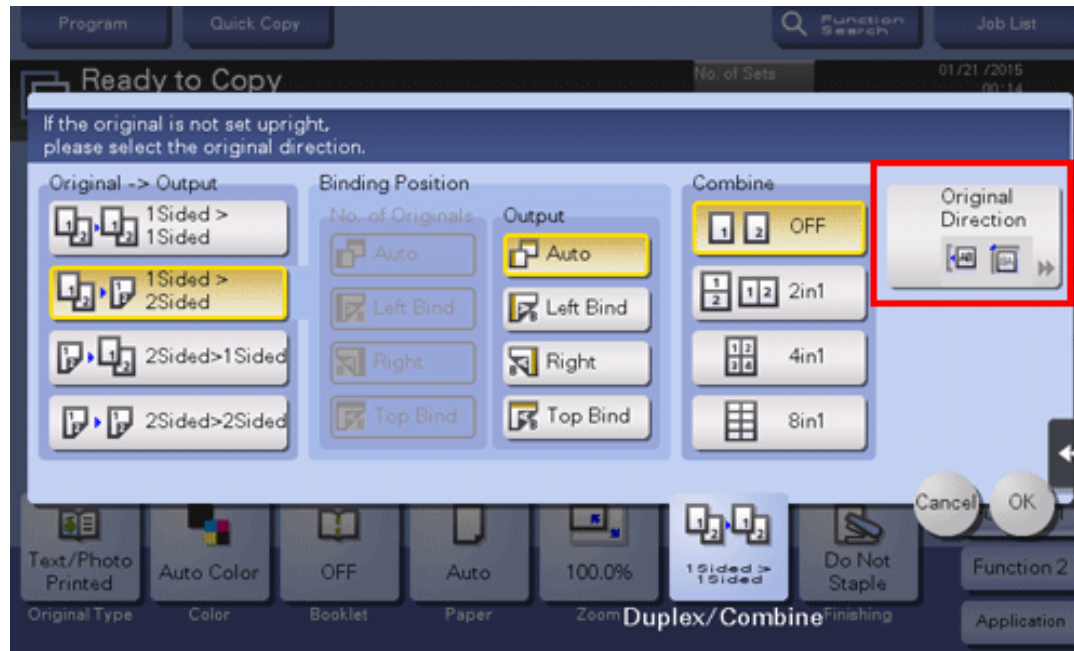 Program
Quick Copy
Function Search
Job List
Ready to Copy
No. of Sets
01/21/2015
00:14
If the original is not set upright,
please select the original direction.
Original -> Output
1Sided >
1Sided
1Sided >
2Sided
2Sided>1Sided
2Sided>2Sided
Binding Position
No. of Originals
Auto
Left Bind
Right
Top Bind
Output
Auto
Left Bind
Right
Top Bind
Combine
OFF
2in1
4in1
8in1
Original
Direction
Cancel
OK
Text/Photo
Printed
Auto Color
OFF
Auto
100.0%
1Sided >
1Sided
Do Not
Staple
Function 2
Original Type
Color
Booklet
Paper
Zoom
Duplex/Combine
Finishing
Application